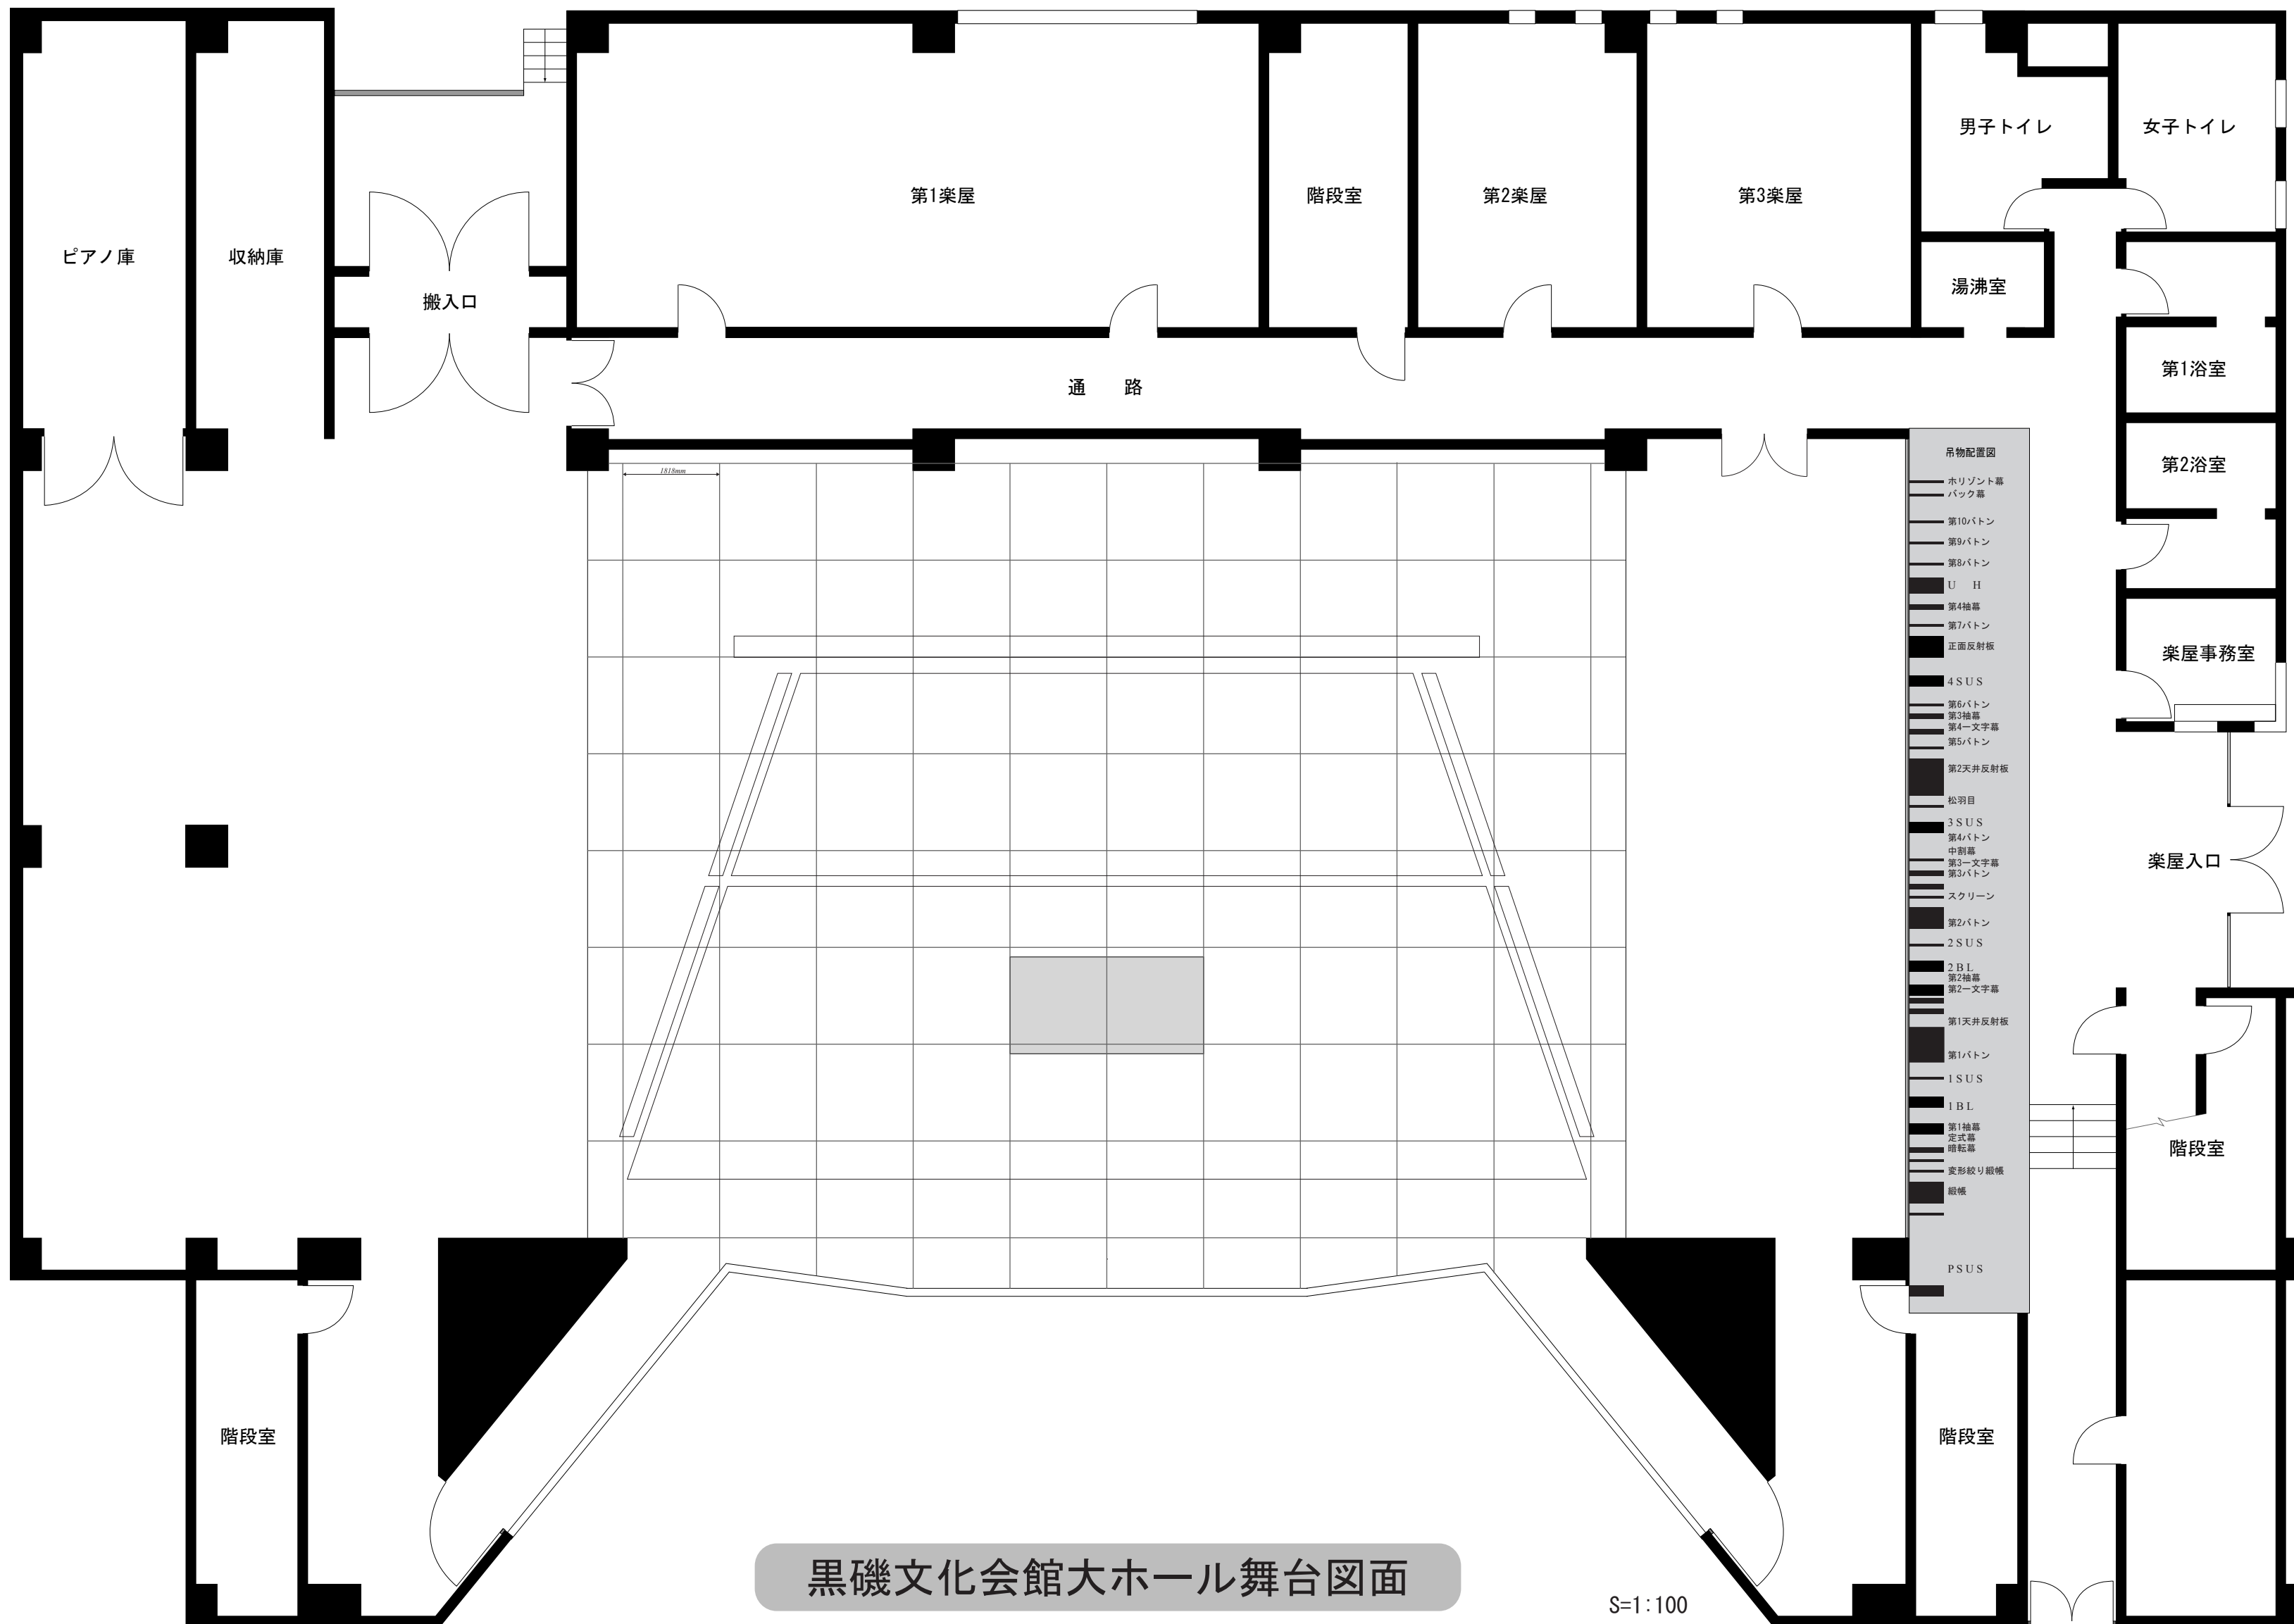 男子トイレ
女子トイレ
第1楽屋
階段室
第2楽屋
第3楽屋
ピアノ庫
収納庫
搬入口
湯沸室
第1浴室
通　路
第2浴室
吊物配置図
1818mm
ホリゾント幕
バック幕
第10バトン
第9バトン
第8バトン
U H
第4袖幕
第7バトン
正面反射板
4SUS
第6バトン
第3袖幕
第4一文字幕
第5バトン
第2天井反射板
松羽目
3SUS
第4バトン
中割幕
第3一文字幕
第3バトン
スクリーン
第2バトン
2SUS
2BL
第2袖幕
第2一文字幕
第1天井反射板
第1バトン
1SUS
1BL
第1袖幕
定式幕
暗転幕
変形絞り緞帳
緞帳
PSUS
楽屋事務室
楽屋入口
階段室
階段室
階段室
黒磯文化会館大ホール舞台図面
S=1:100